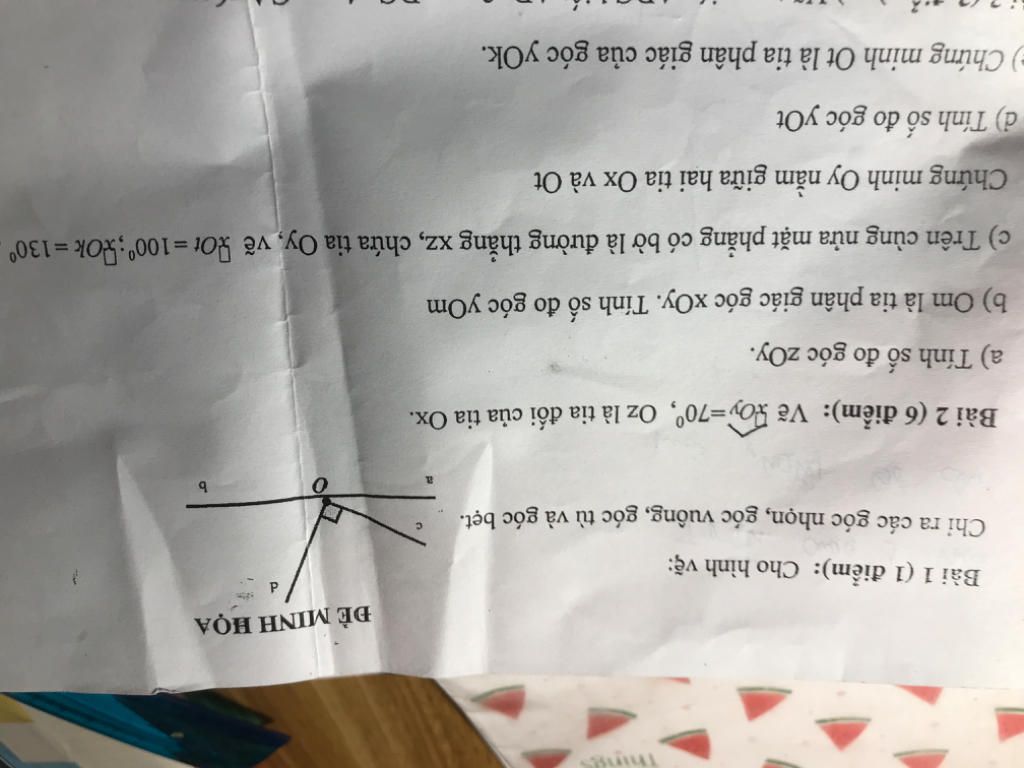 ĐỀ MINH HỌA
Bài 1 (1 điểm): Cho hình vẽ:
Chỉ ra các góc nhọn, góc vuông, góc tù và góc bẹt.
d
c
a
O
b
Bài 2 (6 điểm): Vẽ xOy=70⁰, Oz là tia đối của tia Ox.
a) Tính số đo góc zOy.
b) Om là tia phân giác góc xOy. Tính số đo góc yOm
c) Trên cùng nửa mặt phẳng có bờ là đường thẳng xz, chứa tia Oy, vẽ xOt = 100⁰; xOk = 130⁰
Chứng minh Oy nằm giữa hai tia Ox và Ot
d) Tính số đo góc yOt
e) Chứng minh Ot là tia phân giác của góc yOk.
Things